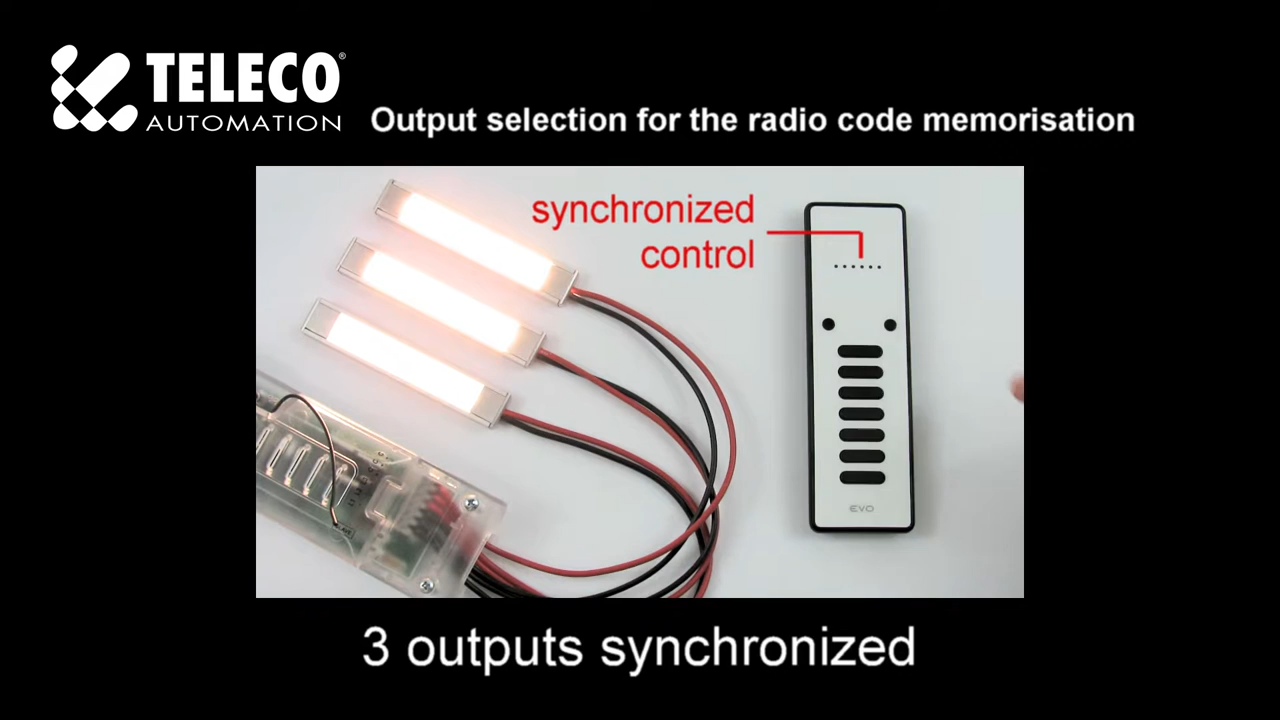 TELECO®
AUTOMATION
Output selection for the radio code memorisation
synchronized
control
EVO
3 outputs synchronized